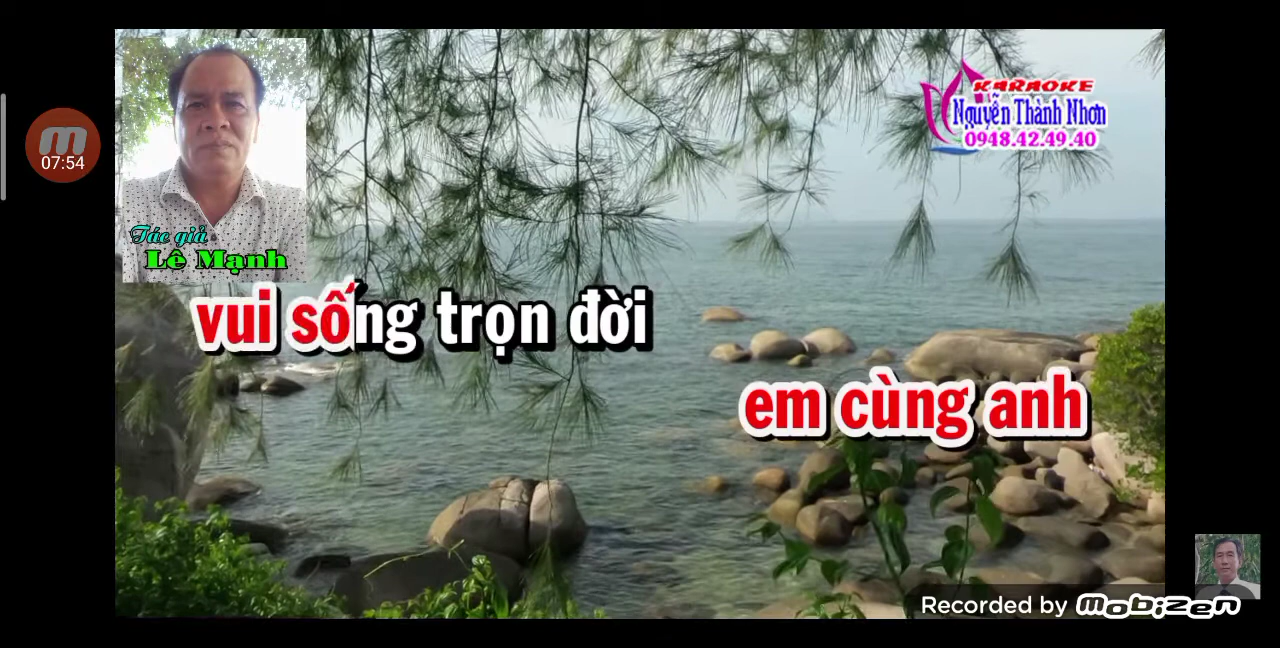 07:54
Tác giả
Lê Mạnh
KARAOKE
Nguyễn Thành Nhơn
0948.42.49.40
vui sống trọn đời
em cùng anh
Recorded by mobizen